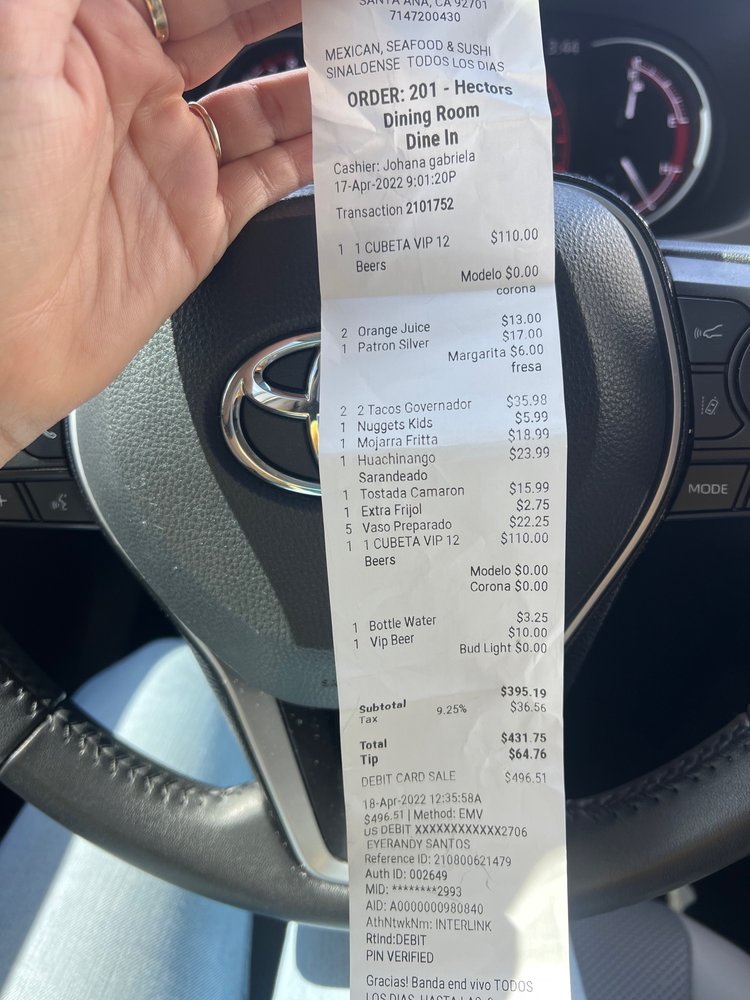 SANTA ANA, CA 92701
7147200430
MEXICAN, SEAFOOD & SUSHI
SINALOENSE TODOS LOS DIAS
ORDER: 201 - Hectors
Dining Room
Dine In
Cashier: Johana gabriela
17-Apr-2022 9:01:20P
Transaction 2101752
1 1 CUBETA VIP 12 $110.00
Beers
Modelo $0.00
corona
2 Orange Juice $13.00
1 Patron Silver $17.00
Margarita $6.00
fresa
2 2 Tacos Governador $35.98
1 Nuggets Kids $5.99
1 Mojarra Fritta $18.99
1 Huachinango $23.99
Sarandeado
1 Tostada Camaron $15.99
1 Extra Frijol $2.75
5 Vaso Preparado $22.25
1 1 CUBETA VIP 12 $110.00
Beers
Modelo $0.00
Corona $0.00
1 Bottle Water $3.25
1 Vip Beer $10.00
Bud Light $0.00
Subtotal $395.19
Tax 9.25% $36.56
Total $431.75
Tip $64.76
DEBIT CARD SALE $496.51
18-Apr-2022 12:35:58A
$496.51 | Method: EMV
US DEBIT XXXXXXXXXXXX2706
EYERANDY SANTOS
Reference ID: 210800621479
Auth ID: 002649
MID: ********2993
AID: A0000000980840
AthNtwkNm: INTERLINK
RtInd:DEBIT
PIN VERIFIED
Gracias! Banda end vivo TODOS
LOS DIAS
MODE